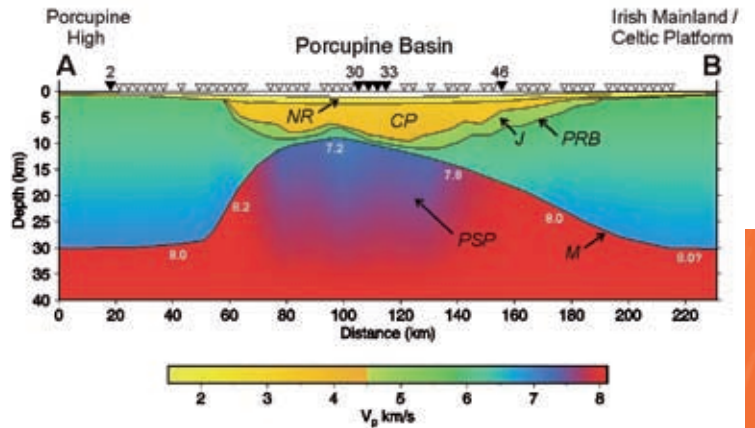 Porcupine High
Porcupine Basin
Irish Mainland / Celtic Platform
A
B
2
30
33
46
0
5
10
15
20
25
30
35
40
Depth (km)
NR
CP
J
PRB
7.2
7.8
8.2
8.0
PSP
M
8.0
8.0?
0 20 40 60 80 100 120 140 160 180 200 220
Distance (km)
2 3 4 5 6 7 8
Vp km/s